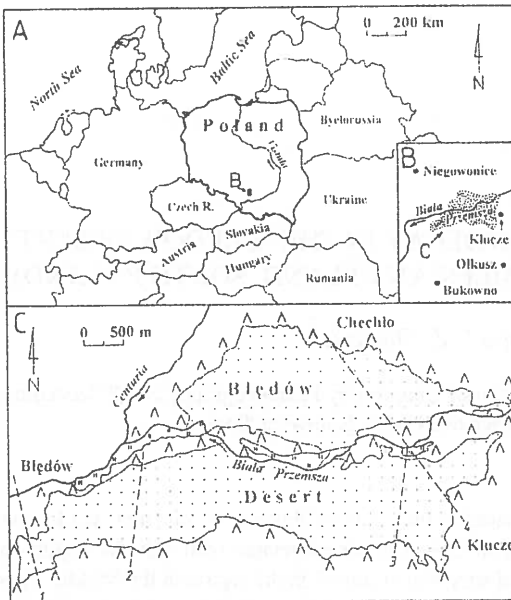 A
0 200 km
N
North Sea
Baltic Sea
Poland
Vistula
Byelorussia
Germany
B
Czech R.
Slovakia
Ukraine
Austria
Hungary
Rumania
B
Niegowonice
Biała
Przemsza
C
Klucze
Olkusz
Bukowno
C
0 500 m
N
Chechło
Centuria
BŁĘDÓW
Błędów
Biała Przemsza
Desert
Klucze
1
2
3
4